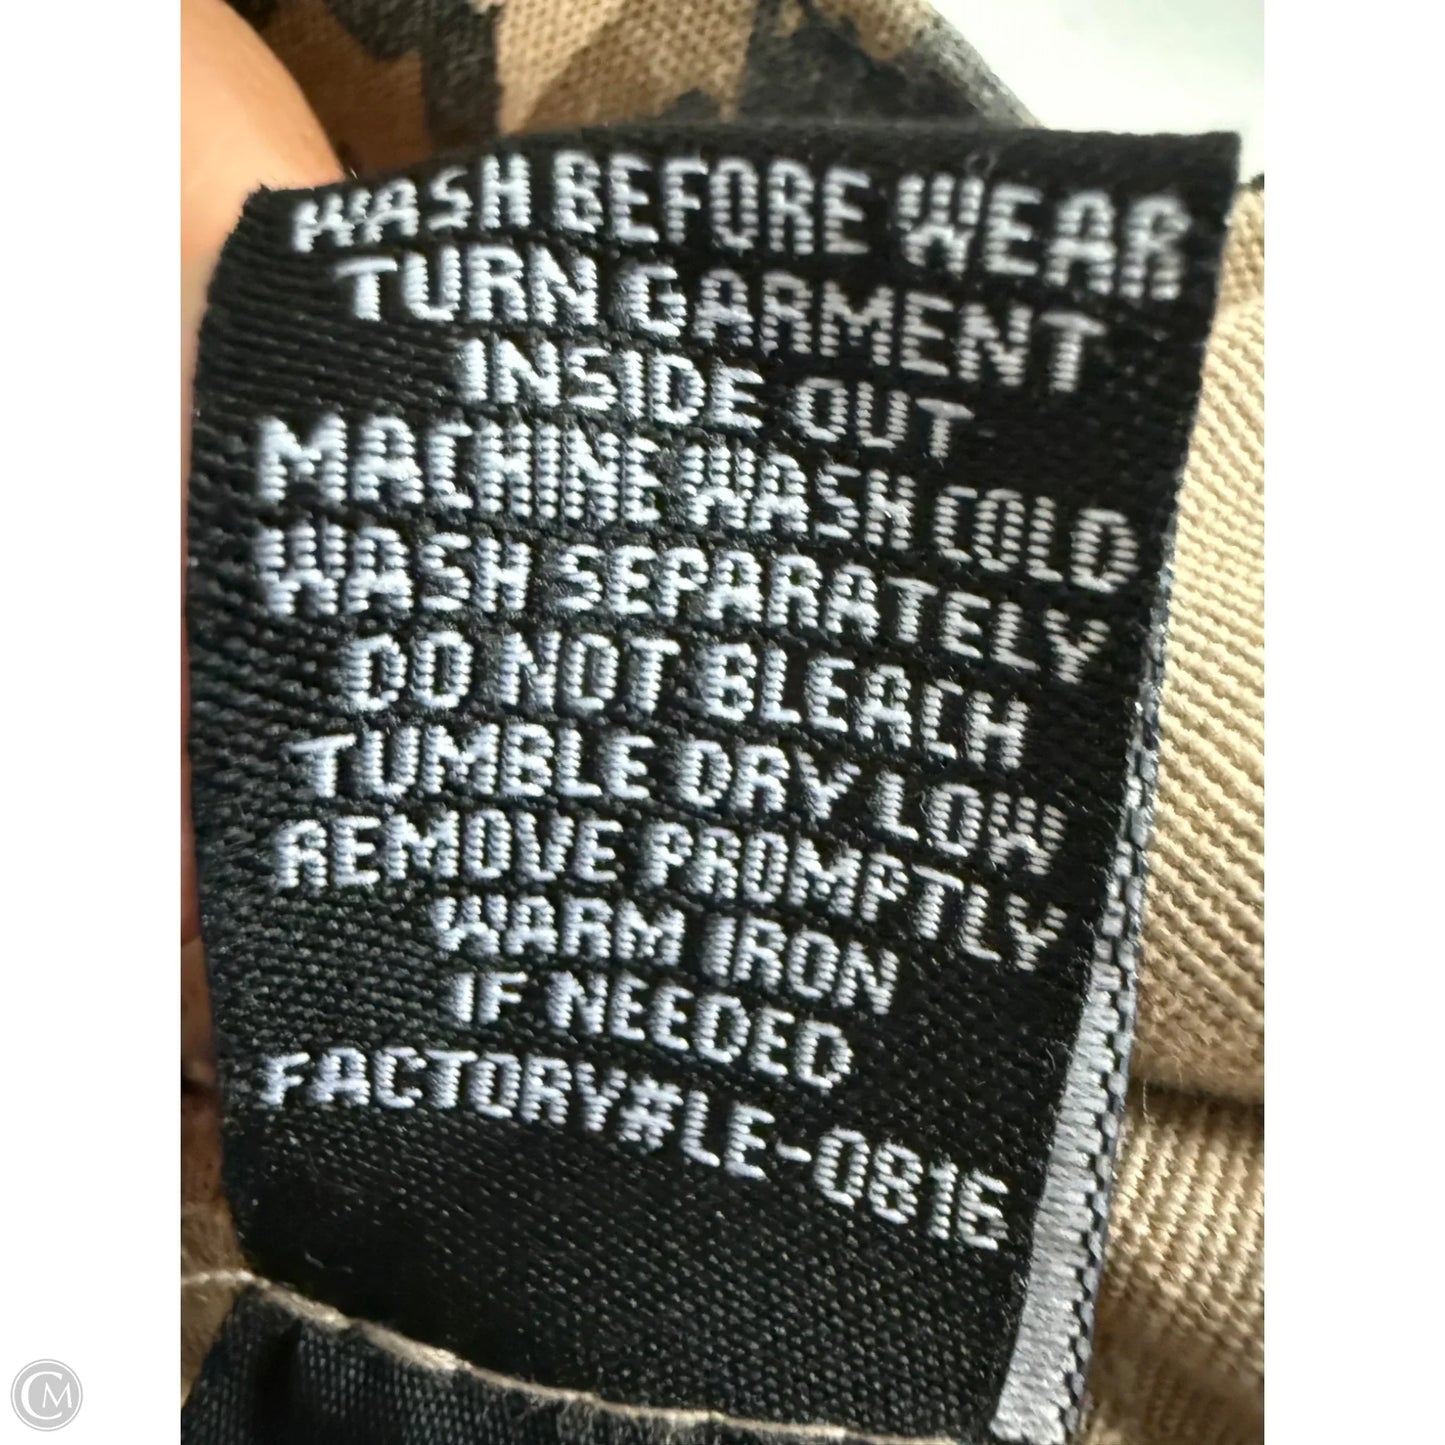 WASH BEFORE WEAR
TURN GARMENT
INSIDE OUT
MACHINE WASH COLD
WASH SEPARATELY
DO NOT BLEACH
TUMBLE DRY LOW
REMOVE PROMPTLY
WARM IRON
IF NEEDED
FACTORY#LE-0816
CM